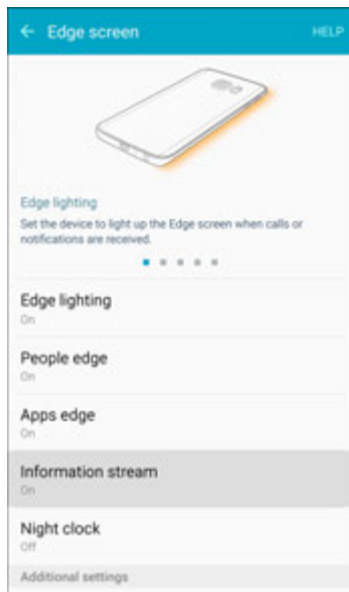 Edge screen HELP
Edge lighting
Set the device to light up the Edge screen when calls or
notifications are received.
Edge lighting
On
People edge
On
Apps edge
On
Information stream
On
Night clock
Off
Additional settings